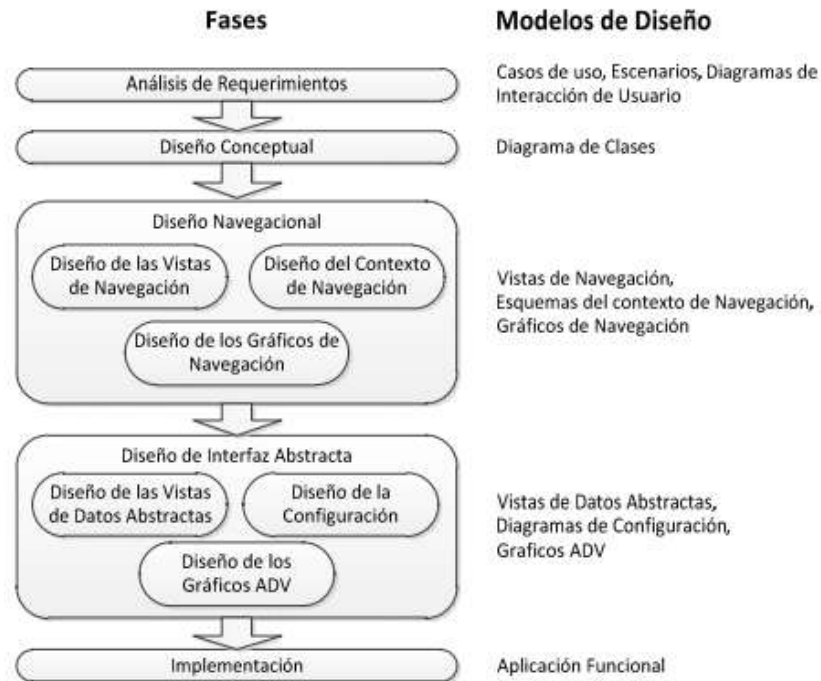 Fases
Modelos de Diseño
Análisis de Requerimientos
Casos de uso, Escenarios, Diagramas de
Interacción de Usuario
Diseño Conceptual
Diagrama de Clases
Diseño Navegacional
Diseño de las Vistas
de Navegación
Diseño del Contexto
de Navegación
Diseño de los Gráficos de
Navegación
Vistas de Navegación,
Esquemas del contexto de Navegación,
Gráficos de Navegación
Diseño de Interfaz Abstracta
Diseño de las Vistas
de Datos Abstractas
Diseño de la
Configuración
Diseño de los
Gráficos ADV
Vistas de Datos Abstractas,
Diagramas de Configuración,
Graficos ADV
Implementación
Aplicación Funcional